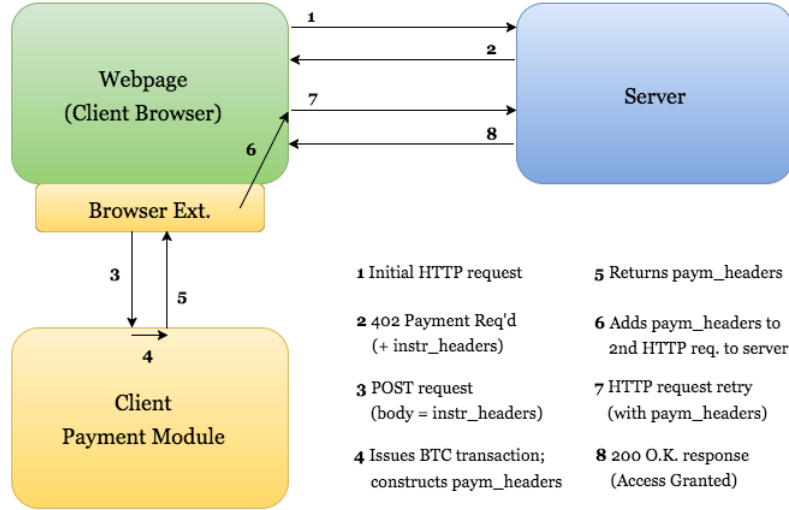 1
2
Webpage
(Client Browser)
7
Server
8
6
Browser Ext.
3
5
4
Client
Payment Module
1 Initial HTTP request
2 402 Payment Req'd
(+ instr_headers)
3 POST request
(body = instr_headers)
4 Issues BTC transaction;
constructs paym_headers
5 Returns paym_headers
6 Adds paym_headers to
2nd HTTP req. to server
7 HTTP request retry
(with paym_headers)
8 200 O.K. response
(Access Granted)